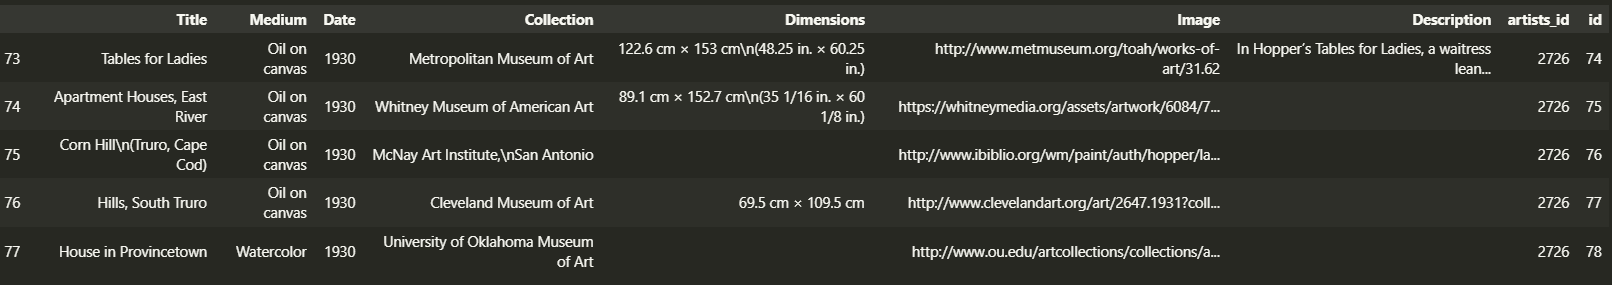 Title Medium Date Collection Dimensions Image Description artists_id id
73 Tables for Ladies Oil on canvas 1930 Metropolitan Museum of Art 122.6 cm × 153 cm\n(48.25 in. × 60.25 in.) http://www.metmuseum.org/toah/works-of-art/31.62 In Hopper's Tables for Ladies, a waitress lean... 2726 74
74 Apartment Houses, East River Oil on canvas 1930 Whitney Museum of American Art 89.1 cm × 152.7 cm\n(35 1/16 in. × 60 1/8 in.) https://whitneymedia.org/assets/artwork/6084/7... 2726 75
75 Corn Hill\n(Truro, Cape Cod) Oil on canvas 1930 McNay Art Institute,\nSan Antonio http://www.ibiblio.org/wm/paint/auth/hopper/la... 2726 76
76 Hills, South Truro Oil on canvas 1930 Cleveland Museum of Art 69.5 cm × 109.5 cm http://www.clevelandart.org/art/2647.1931?coll... 2726 77
77 House in Provincetown Watercolor 1930 University of Oklahoma Museum of Art http://www.ou.edu/artcollections/collections/a... 2726 78